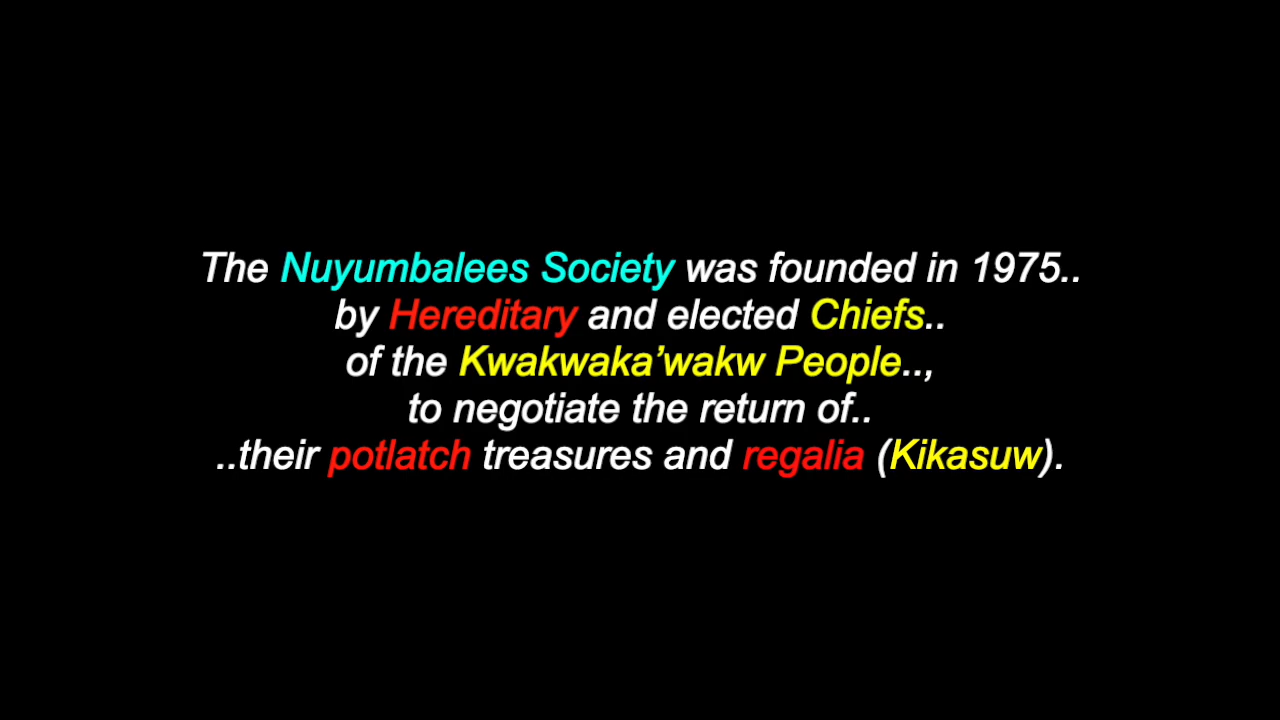 The Nuyumbalees Society was founded in 1975..
by Hereditary and elected Chiefs..
of the Kwakwaka’wakw People..,
to negotiate the return of..
..their potlatch treasures and regalia (Kikasuw).